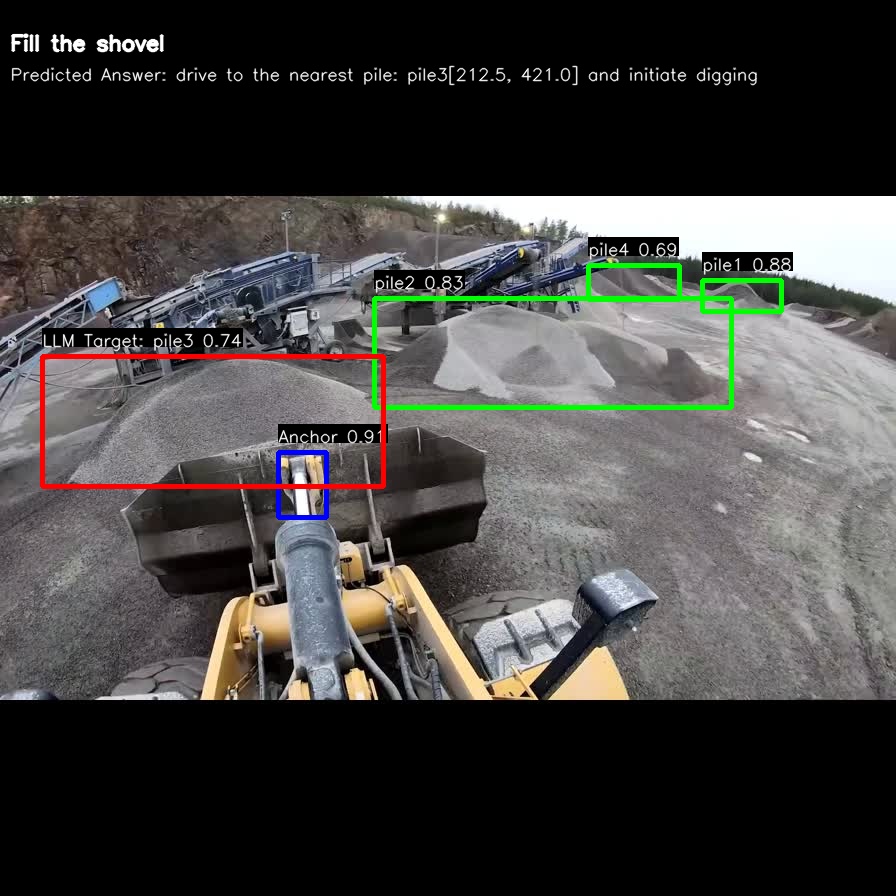 Fill the shovel
Predicted Answer: drive to the nearest pile: pile3[212.5, 421.0] and initiate digging
pile4 0.69
pile1 0.88
pile2 0.83
LLM Target: pile3 0.74
Anchor 0.91